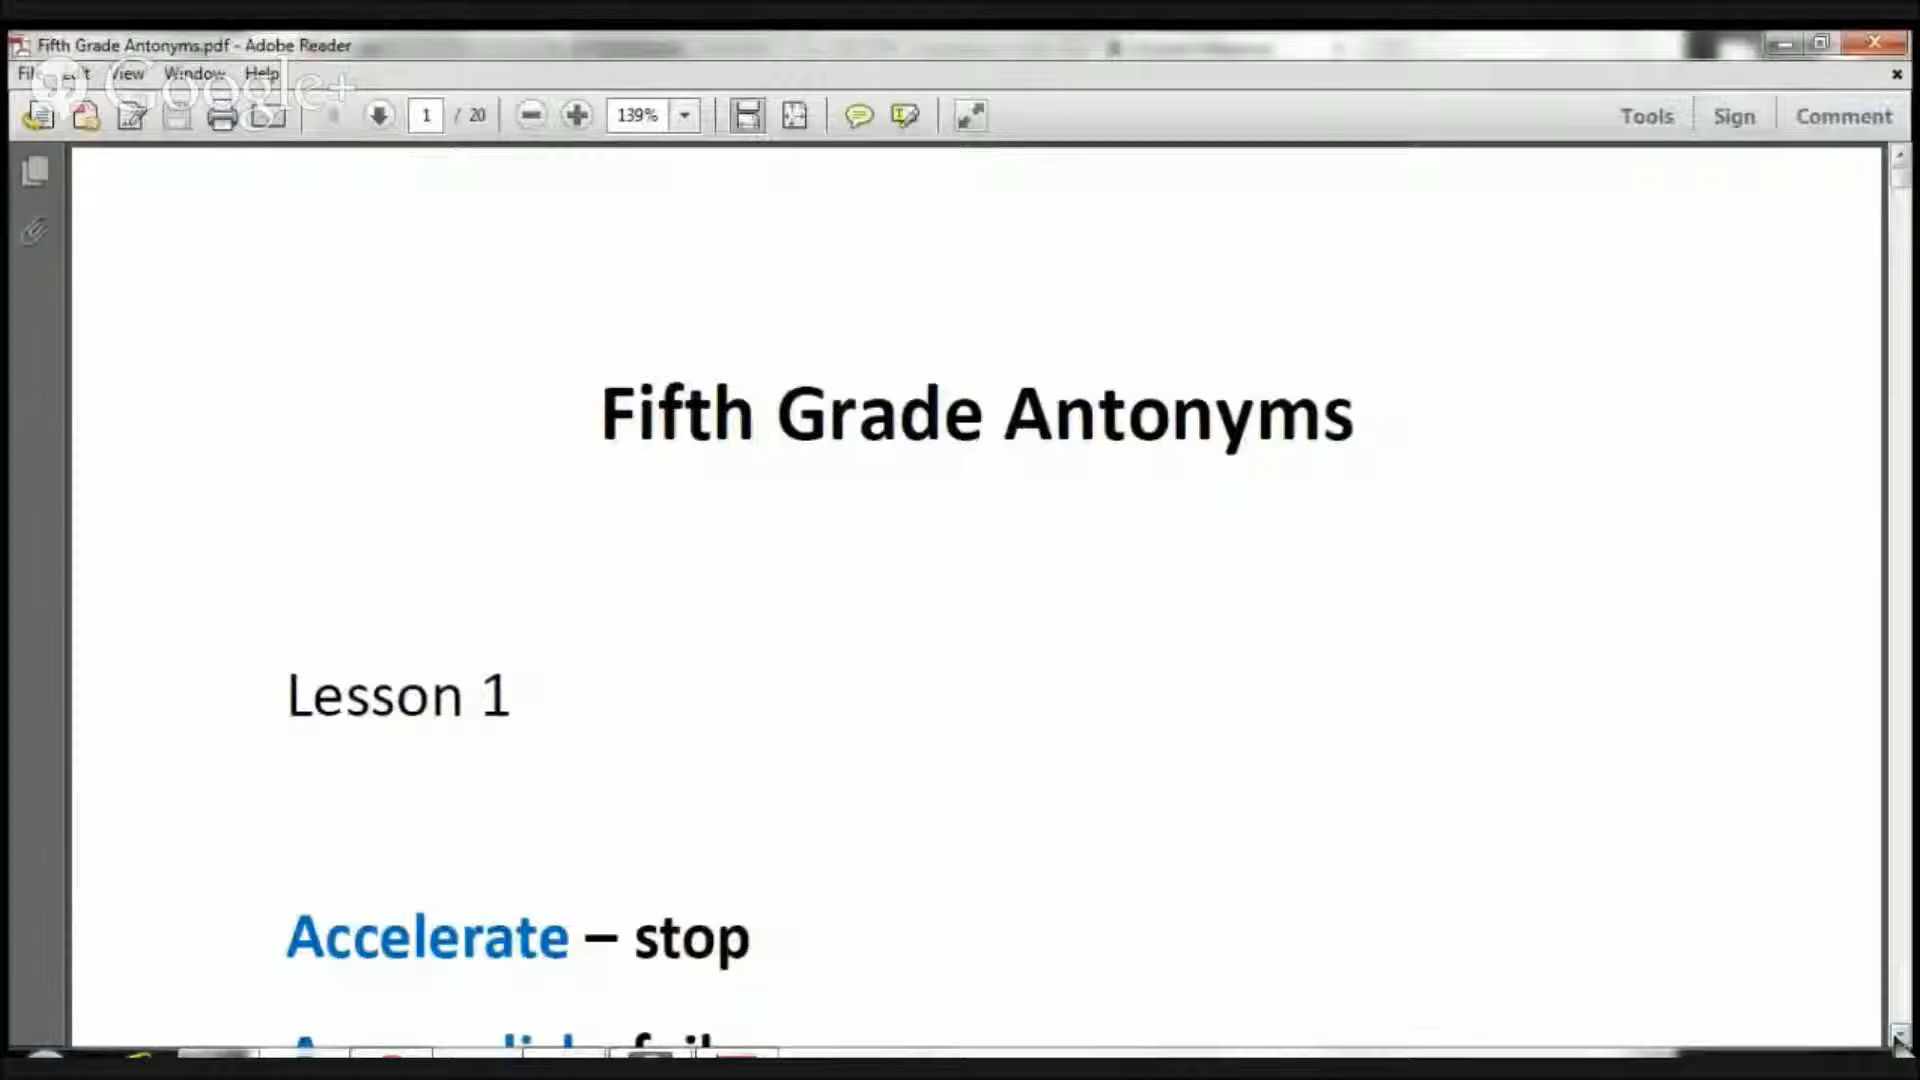 Fifth Grade Antonyms.pdf - Adobe Reader
View Window Help
Google+
1 / 20 139% Tools Sign Comment
Fifth Grade Antonyms
Lesson 1
Accelerate – stop